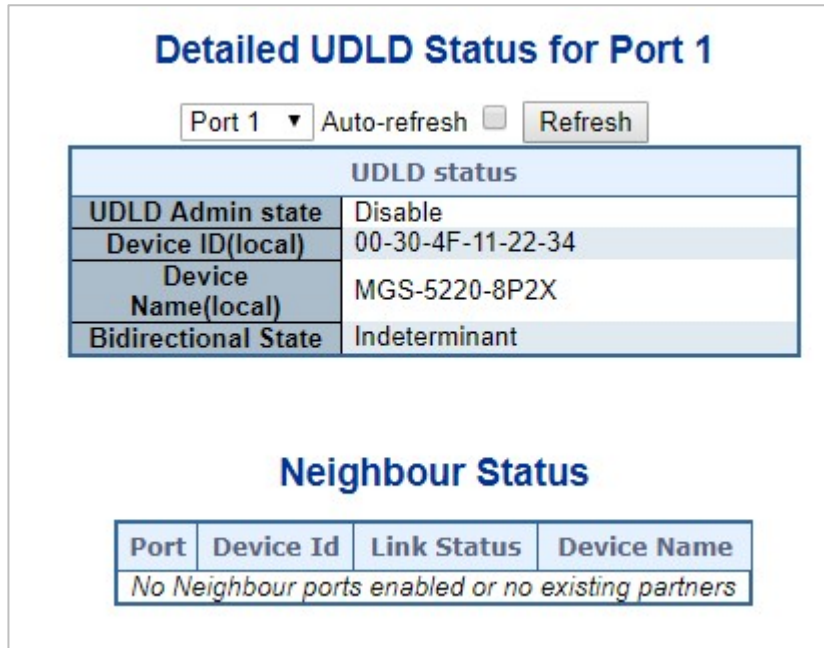 Detailed UDLD Status for Port 1
Port 1 Auto-refresh Refresh
UDLD status
UDLD Admin state Disable
Device ID(local) 00-30-4F-11-22-34
Device
Name(local) MGS-5220-8P2X
Bidirectional State Indeterminant
Neighbour Status
Port Device Id Link Status Device Name
No Neighbour ports enabled or no existing partners